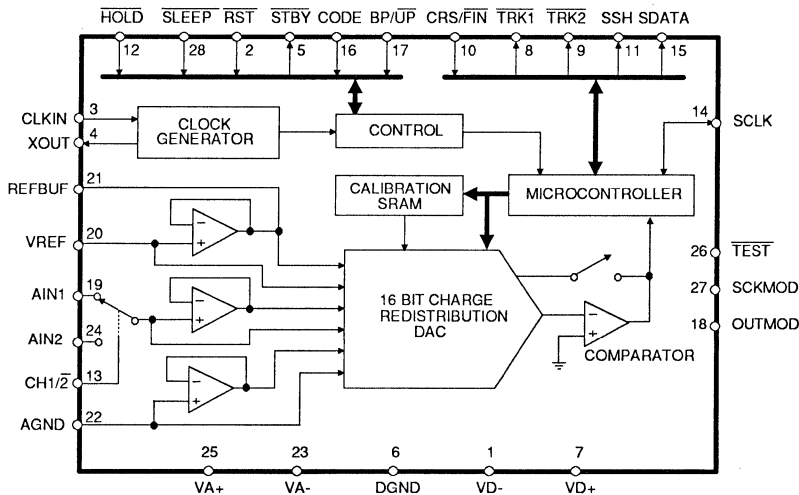 HOLD SLEEP RST STBY CODE BP/UP CRS/FIN TRK1 TRK2 SSH SDATA
12 28 2 5 16 17 10 8 9 11 15
CLKIN 3
XOUT 4
CLOCK
GENERATOR
CONTROL
14 SCLK
REFBUF 21
CALIBRATION
SRAM
MICROCONTROLLER
VREF 20
−
+
26 TEST
AIN1 19
−
+
16 BIT CHARGE
REDISTRIBUTION
DAC
27 SCKMOD
−
+
18 OUTMOD
AIN2 24
COMPARATOR
CH1/2 13
−
+
AGND 22
25 23 6 1 7
VA+ VA- DGND VD- VD+